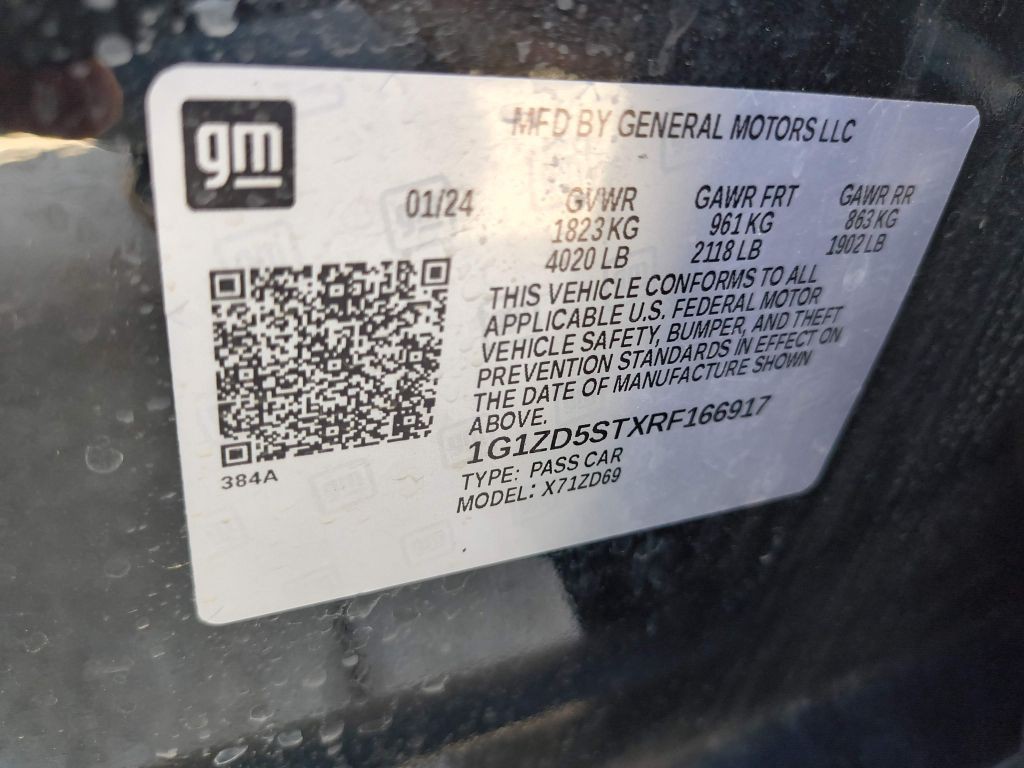 gm
MFD BY GENERAL MOTORS LLC
01/24 GVWR GAWR FRT GAWR RR
1823 KG 961 KG 863 KG
4020 LB 2118 LB 1902 LB
THIS VEHICLE CONFORMS TO ALL
APPLICABLE U.S. FEDERAL MOTOR
VEHICLE SAFETY, BUMPER, AND THEFT
PREVENTION STANDARDS IN EFFECT ON
THE DATE OF MANUFACTURE SHOWN
ABOVE.
1G1ZD5STXRF166917
TYPE: PASS CAR
MODEL: X71ZD69
384A